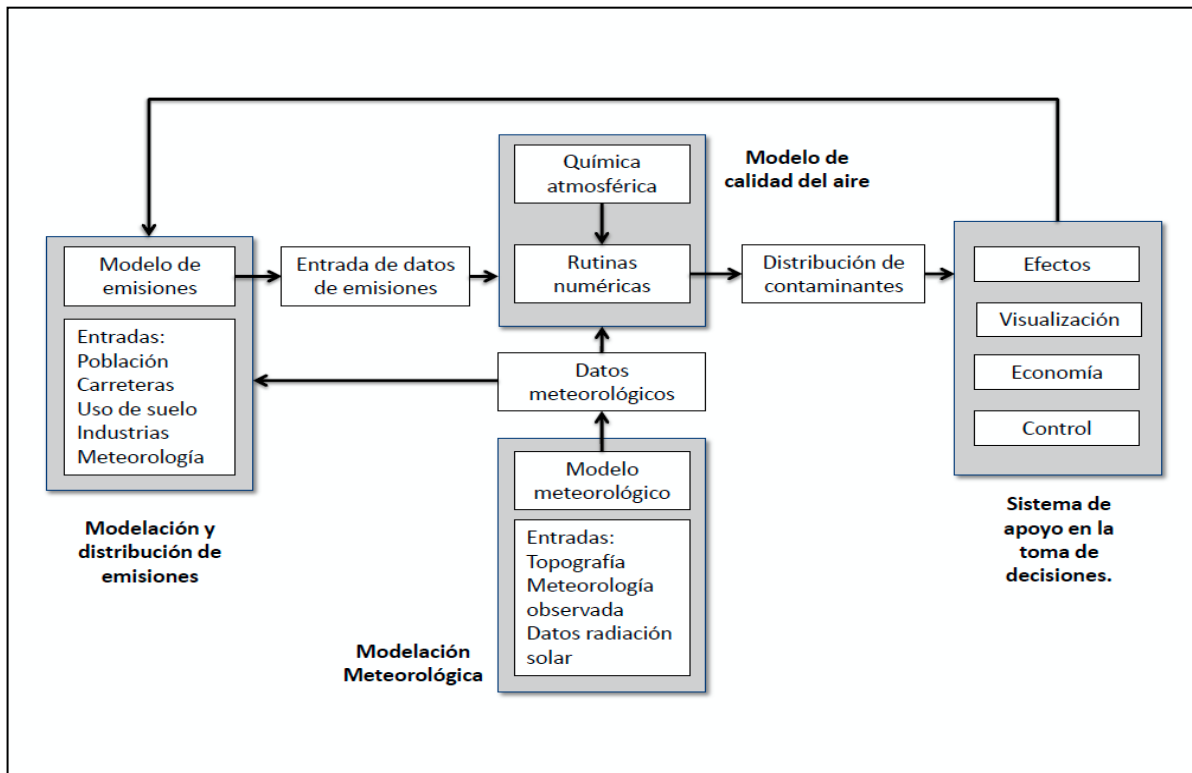 Química
atmosférica
Modelo de
calidad del aire
Modelo de
emisiones
Entrada de datos
de emisiones
Rutinas
numéricas
Distribución de
contaminantes
Efectos
Visualización
Economía
Control
Entradas:
Población
Carreteras
Uso de suelo
Industrias
Meteorología
Datos
meteorológicos
Modelo
meteorológico
Modelación y
distribución de
emisiones
Entradas:
Topografía
Meteorología
observada
Datos radiación
solar
Sistema de
apoyo en la
toma de
decisiones.
Modelación
Meteorológica